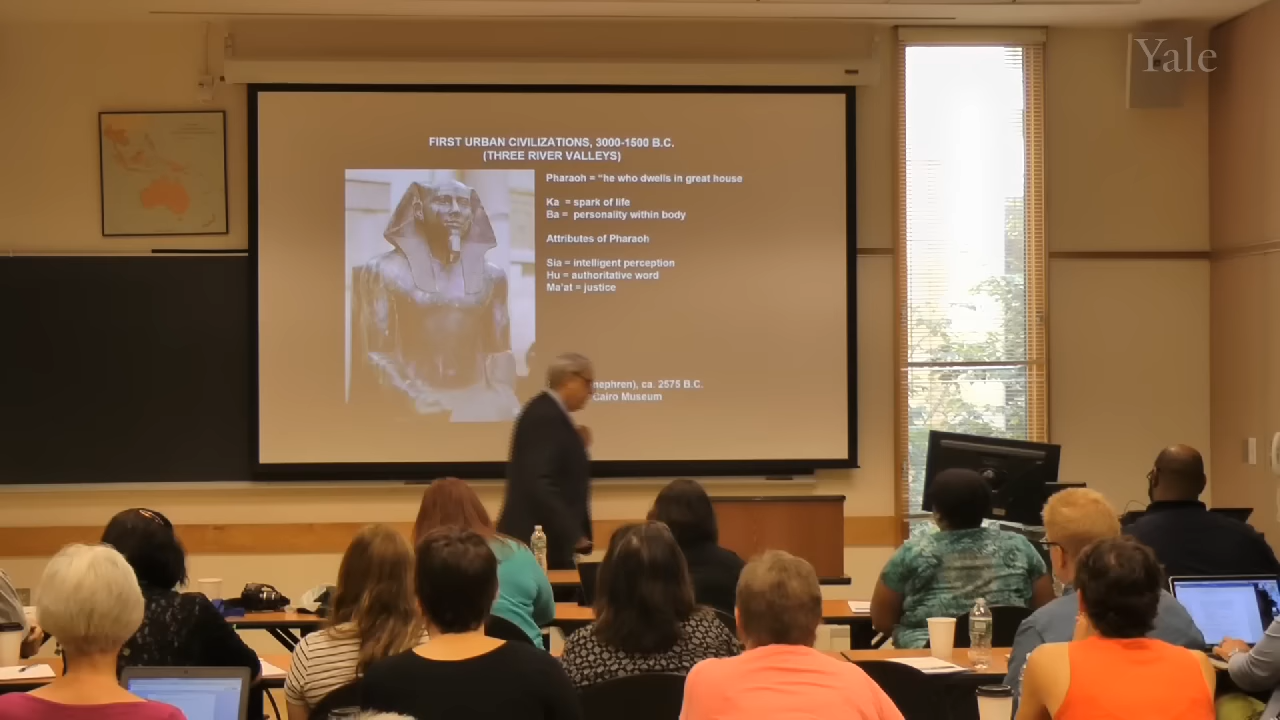 Yale
FIRST URBAN CIVILIZATIONS, 3000-1500 B.C.
(THREE RIVER VALLEYS)
Pharaoh = "he who dwells in great house
Ka = spark of life
Ba = personality within body
Attributes of Pharaoh
Sia = intelligent perception
Hu = authoritative word
Ma'at = justice
nephren), ca. 2575 B.C.
Cairo Museum